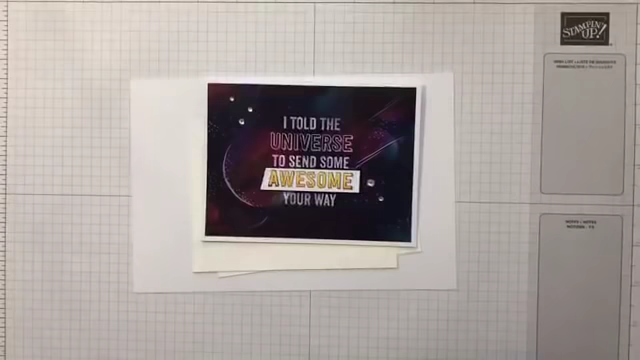 STAMPIN' UP!
I TOLD THE
UNIVERSE
TO SEND SOME
AWESOME
YOUR WAY